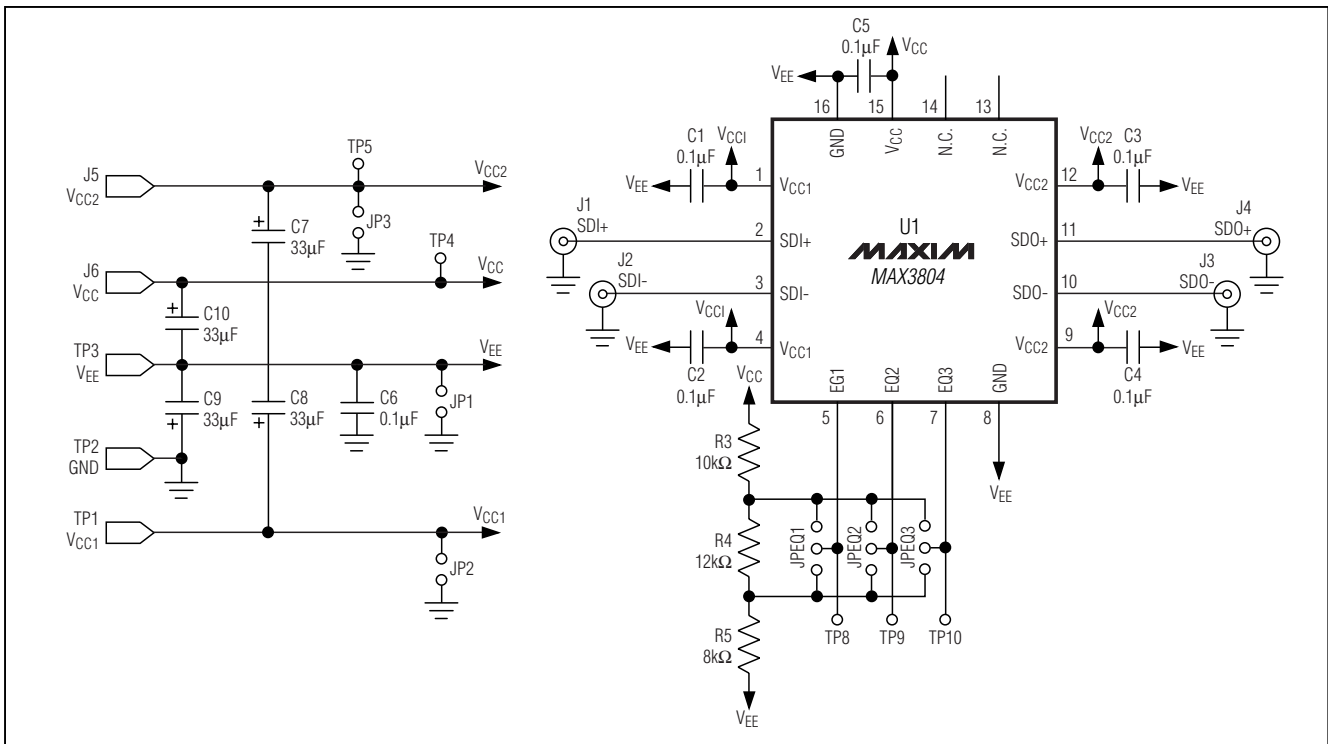 TP5
J5
VCC2
VCC2
JP3
C7
33µF
+
TP4
J6
VCC
VCC
+
C10
33µF
TP3
VEE
VEE
C9
33µF
+
C8
33µF
+
C6
0.1µF
JP1
TP2
GND
TP1
VCC1
VCC1
JP2
C5
0.1µF
VCC
VEE
16
15
14
13
GND
VCC
N.C.
N.C.
C1
0.1µF
VCCI
VEE
1
VCC1
J1
SDI+
2
SDI+
J2
SDI-
3
SDI-
VCCI
VEE
4
VCC1
C2
0.1µF
U1
MAXIM
MAX3804
VCC2
C3
0.1µF
VCC2
12
VEE
J4
SDO+
SDO+
11
J3
SDO-
SDO-
10
VCC2
VCC2
9
VEE
C4
0.1µF
EG1
EQ2
EQ3
GND
5
6
7
8
VEE
VCC
R3
10kΩ
R4
12kΩ
R5
8kΩ
VEE
JPEQ1
JPEQ2
JPEQ3
TP8
TP9
TP10